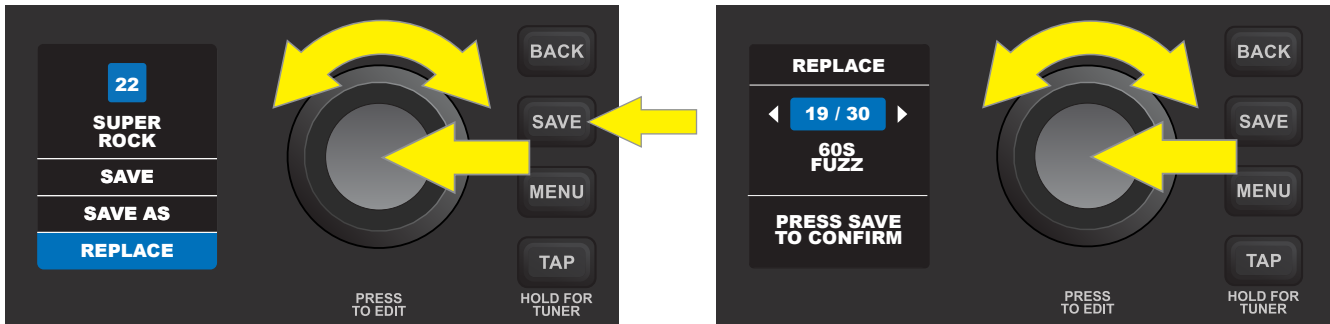 22
SUPER
ROCK
SAVE
SAVE AS
REPLACE
PRESS
TO EDIT
BACK
SAVE
MENU
TAP
HOLD FOR
TUNER
REPLACE
19 / 30
60S
FUZZ
PRESS SAVE
TO CONFIRM
PRESS
TO EDIT
BACK
SAVE
MENU
TAP
HOLD FOR
TUNER